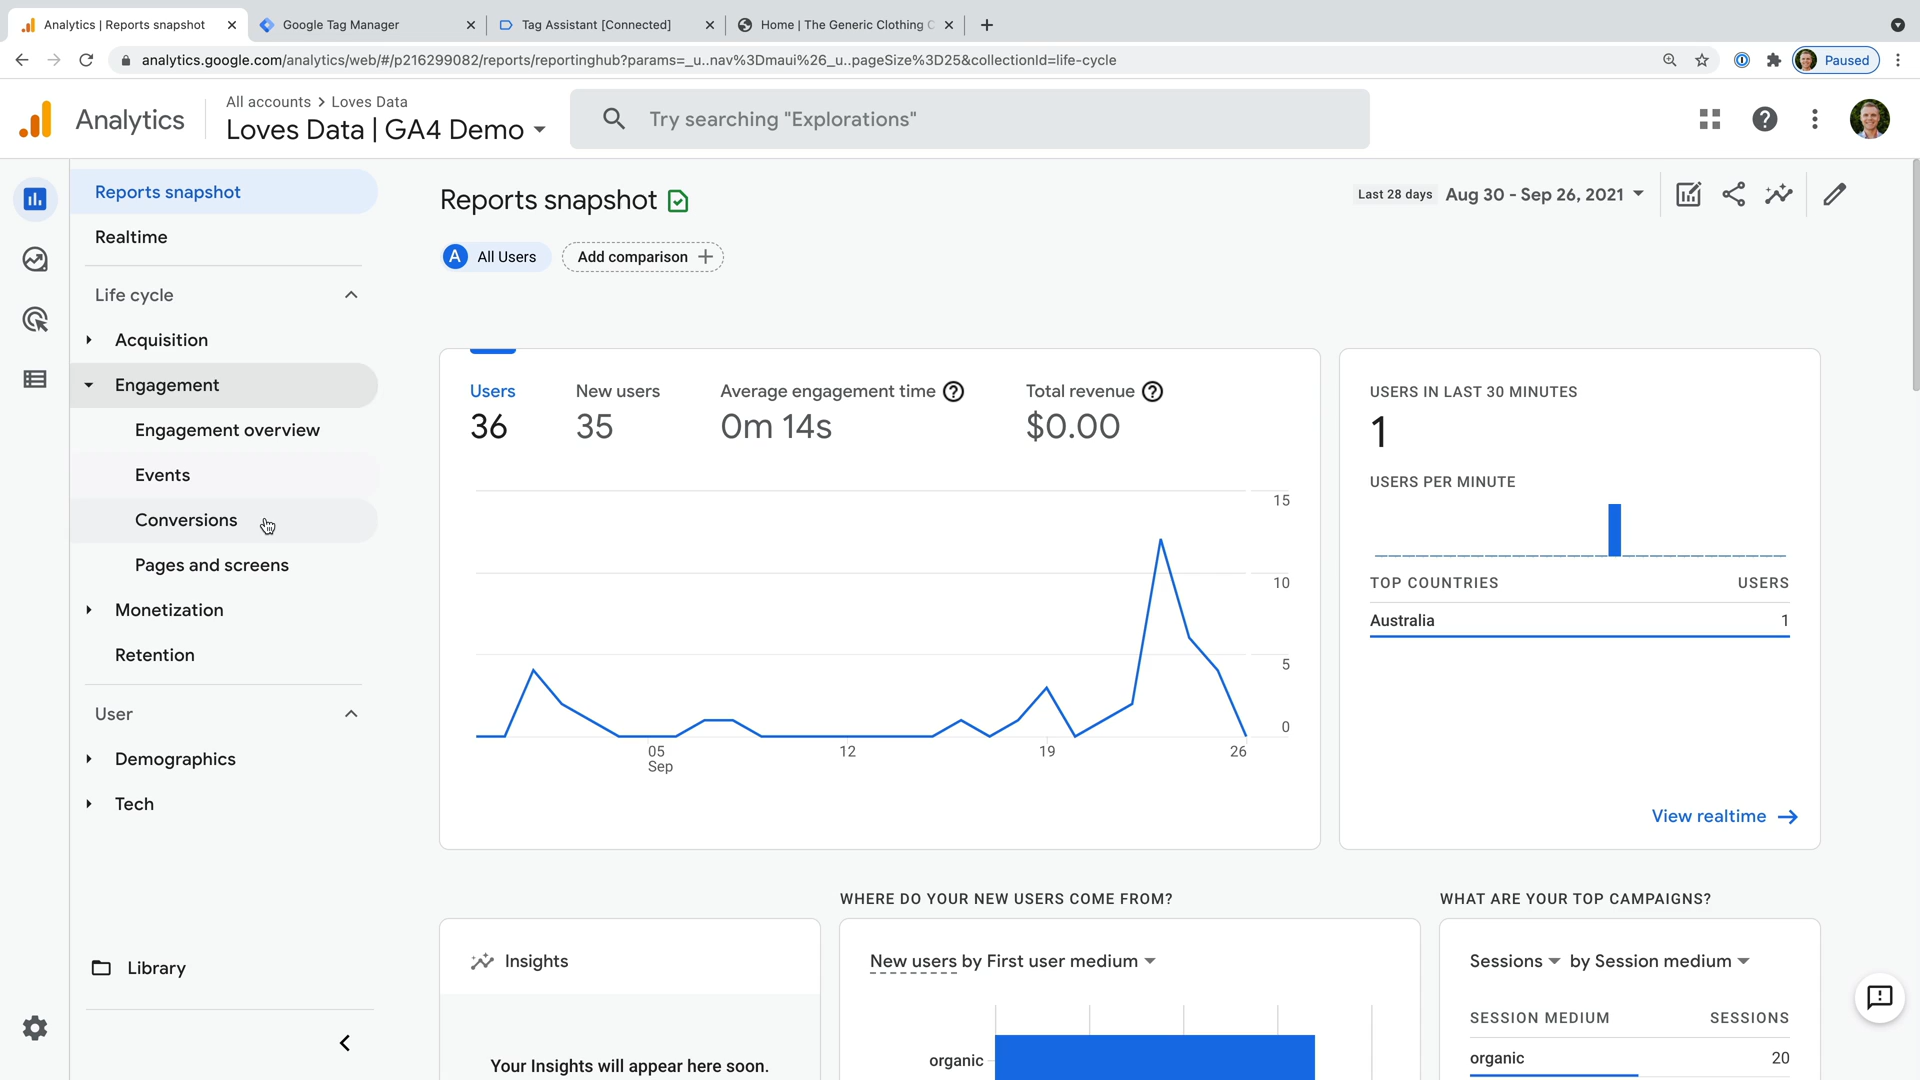 Analytics | Reports snapshot
Google Tag Manager
Tag Assistant [Connected]
Home | The Generic Clothing C
analytics.google.com/analytics/web/#/p216299082/reports/reportinghub?params=_u..nav%3Dmaui%26_u..pageSize%3D25&collectionId=life-cycle
Paused
Analytics
All accounts > Loves Data
Loves Data | GA4 Demo
Try searching "Explorations"
Reports snapshot
Realtime
Life cycle
Acquisition
Engagement
Engagement overview
Events
Conversions
Pages and screens
Monetization
Retention
User
Demographics
Tech
Library
Reports snapshot
Last 28 days Aug 30 - Sep 26, 2021
A All Users
Add comparison +
Users
36
New users
35
Average engagement time
0m 14s
Total revenue
$0.00
15
10
5
0
05
Sep
12
19
26
USERS IN LAST 30 MINUTES
1
USERS PER MINUTE
TOP COUNTRIES USERS
Australia 1
View realtime
Insights
Your Insights will appear here soon.
WHERE DO YOUR NEW USERS COME FROM?
New users by First user medium
organic
WHAT ARE YOUR TOP CAMPAIGNS?
Sessions by Session medium
SESSION MEDIUM SESSIONS
organic 20